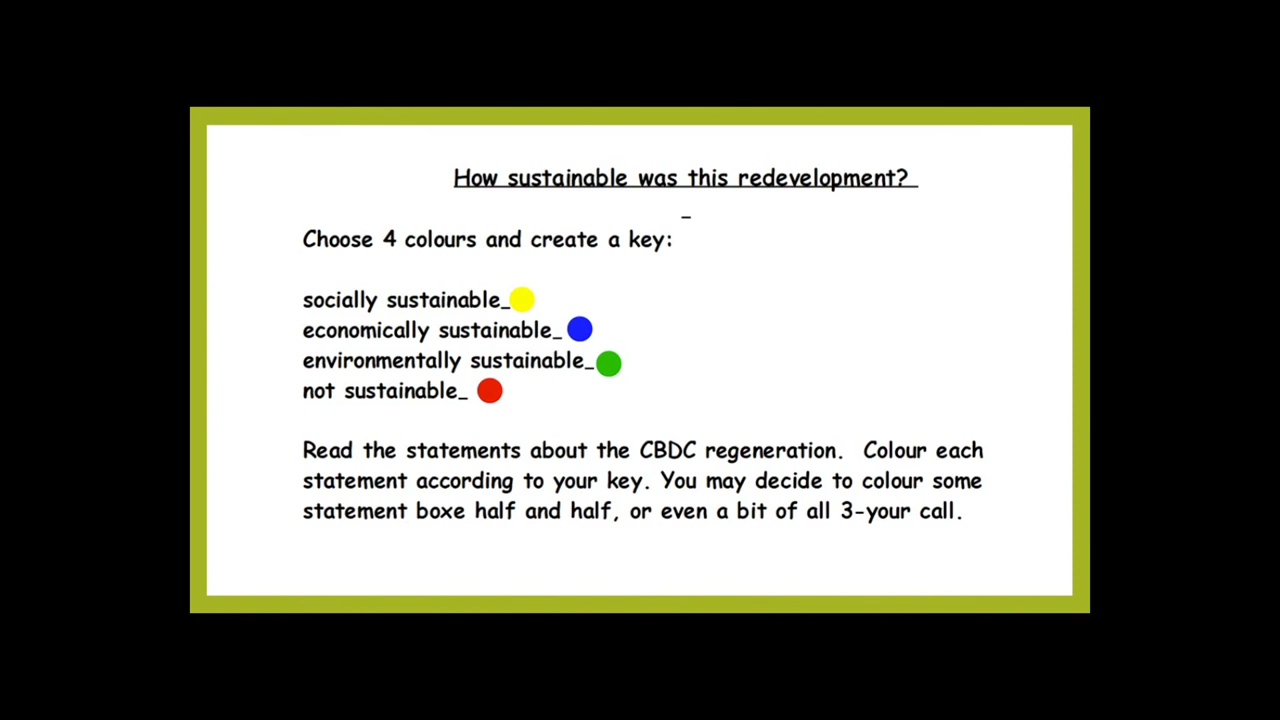 How sustainable was this redevelopment?
_
Choose 4 colours and create a key:
socially sustainable_
economically sustainable_
environmentally sustainable_
not sustainable_
Read the statements about the CBDC regeneration. Colour each
statement according to your key. You may decide to colour some
statement boxe half and half, or even a bit of all 3-your call.